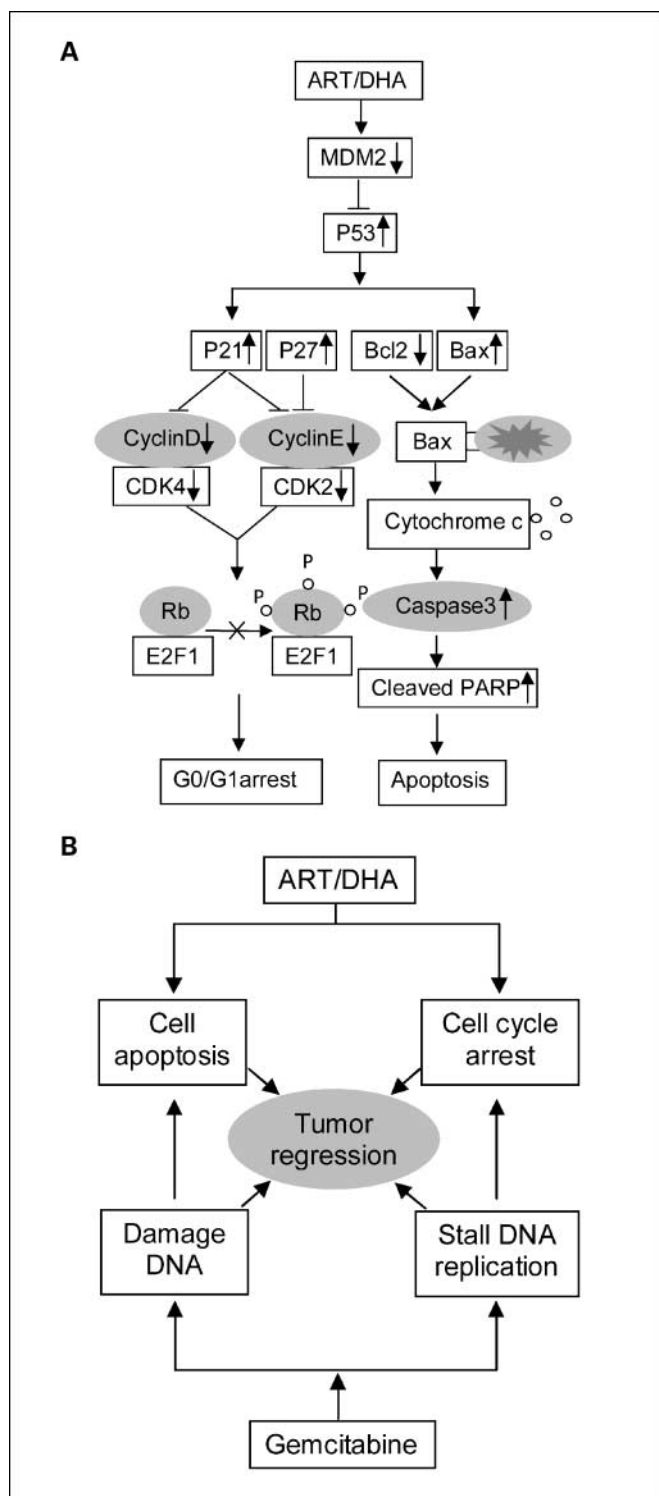 A
ART/DHA
MDM2
P53
P21
P27
Bcl2
Bax
CyclinD
CyclinE
Bax
CDK4
CDK2
Cytochrome c
P
P
P
Rb
Rb
Caspase3
E2F1
E2F1
Cleaved PARP
G0/G1arrest
Apoptosis
B
ART/DHA
Cell
apoptosis
Cell cycle
arrest
Tumor
regression
Damage
DNA
Stall DNA
replication
Gemcitabine